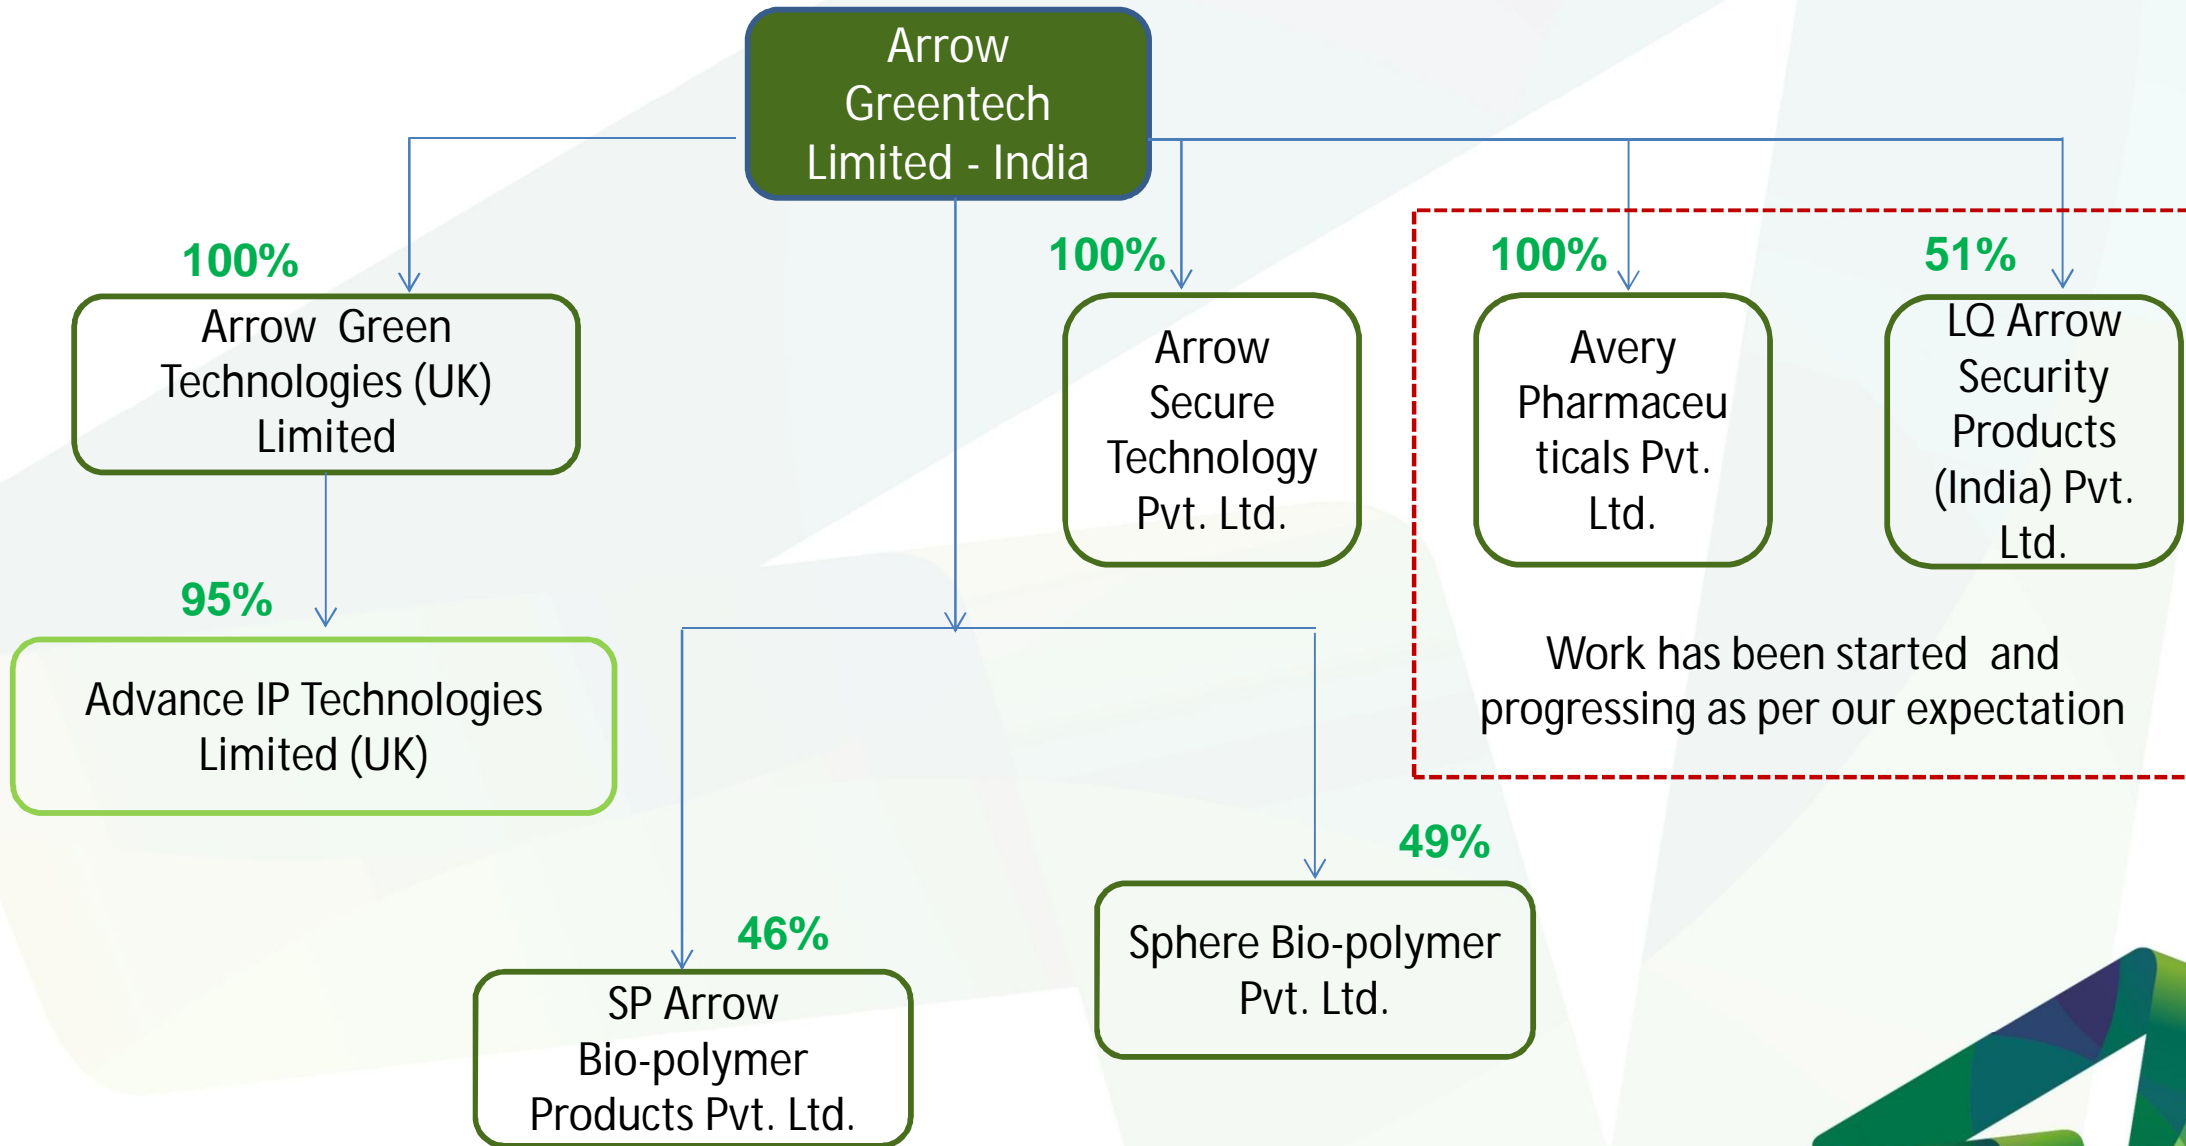 Arrow
Greentech
Limited - India
100%
Arrow Green
Technologies (UK)
Limited
100%
Arrow
Secure
Technology
Pvt. Ltd.
100%
Avery
Pharmaceu
ticals Pvt.
Ltd.
51%
LQ Arrow
Security
Products
(India) Pvt.
Ltd.
95%
Advance IP Technologies
Limited (UK)
Work has been started and
progressing as per our expectation
46%
SP Arrow
Bio-polymer
Products Pvt. Ltd.
49%
Sphere Bio-polymer
Pvt. Ltd.